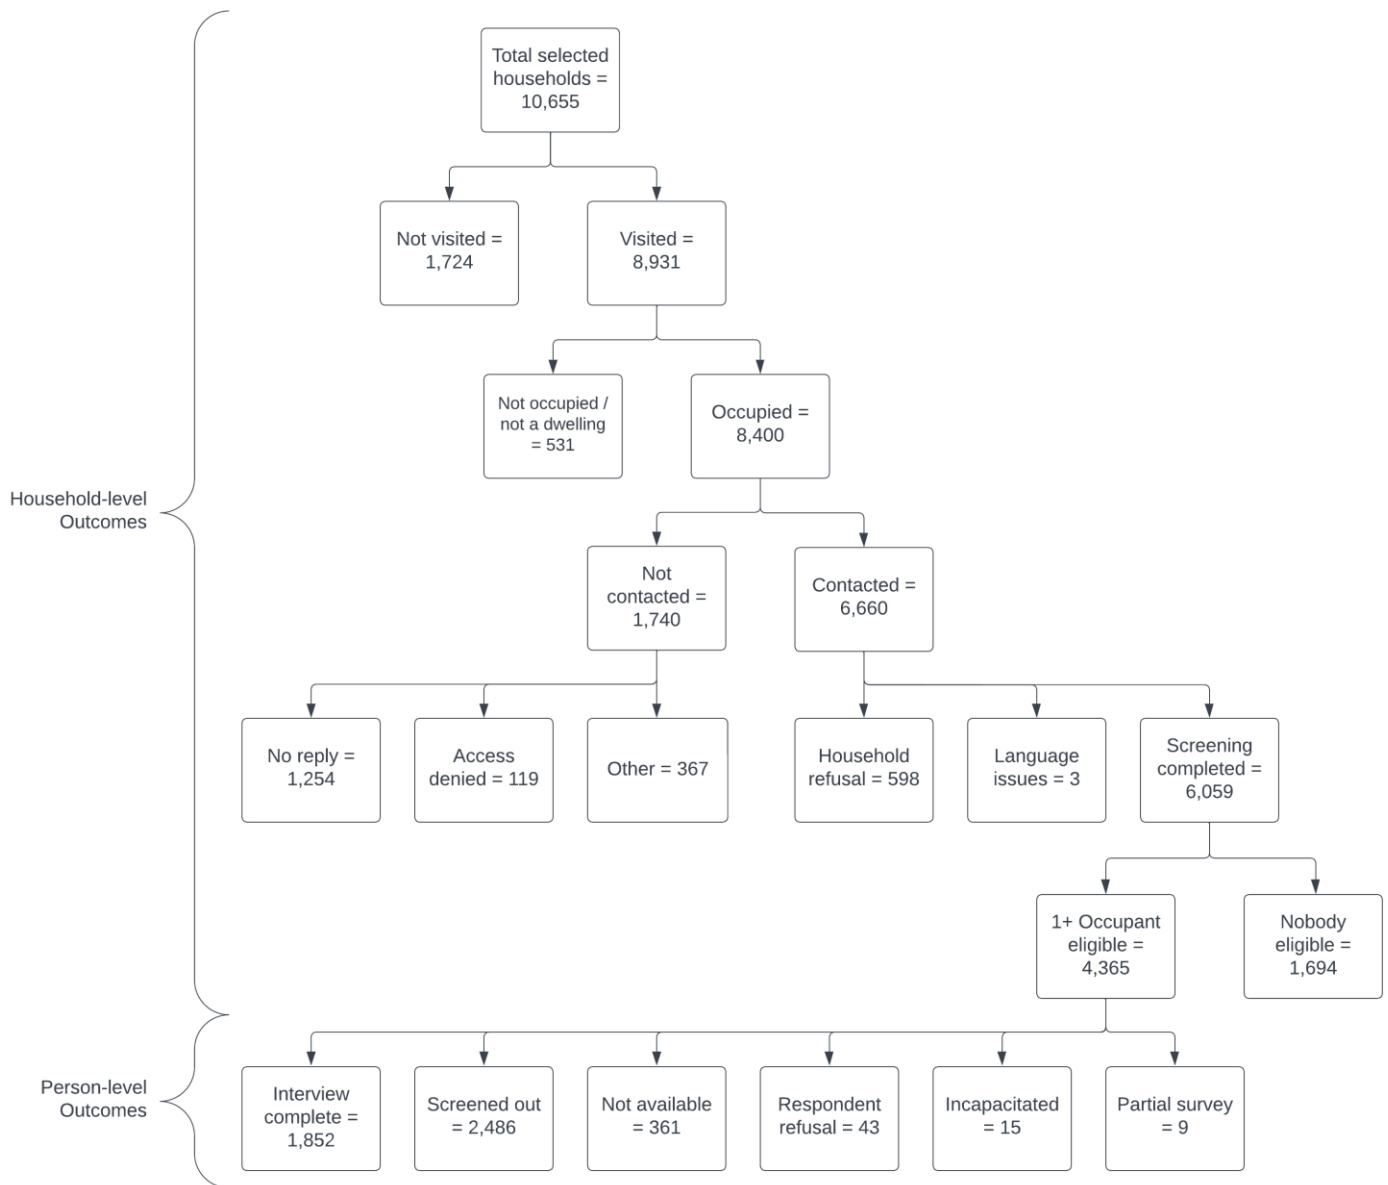 Total selected
households =
10,655
Not visited =
1,724
Visited =
8,931
Not occupied /
not a dwelling
= 531
Occupied =
8,400
Household-level
Outcomes
Not
contacted =
1,740
Contacted =
6,660
No reply =
1,254
Access
denied = 119
Other = 367
Household
refusal = 598
Language
issues = 3
Screening
completed =
6,059
1+ Occupant
eligible =
4,365
Nobody
eligible =
1,694
Person-level
Outcomes
Interview
complete =
1,852
Screened out
= 2,486
Not available
= 361
Respondent
refusal = 43
Incapacitated
= 15
Partial survey
= 9